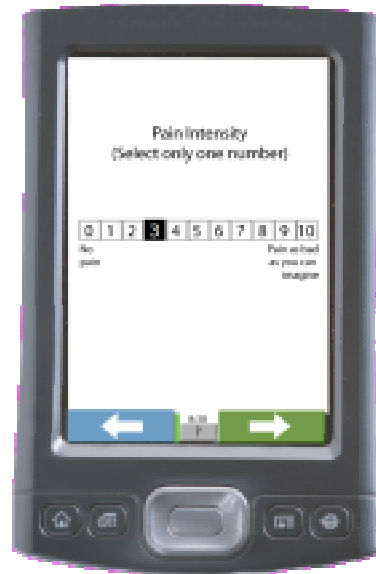 Pain Intensity
(Select only one number)
0 1 2 3 4 5 6 7 8 9 10
No pain
Pain as bad as you can imagine
?